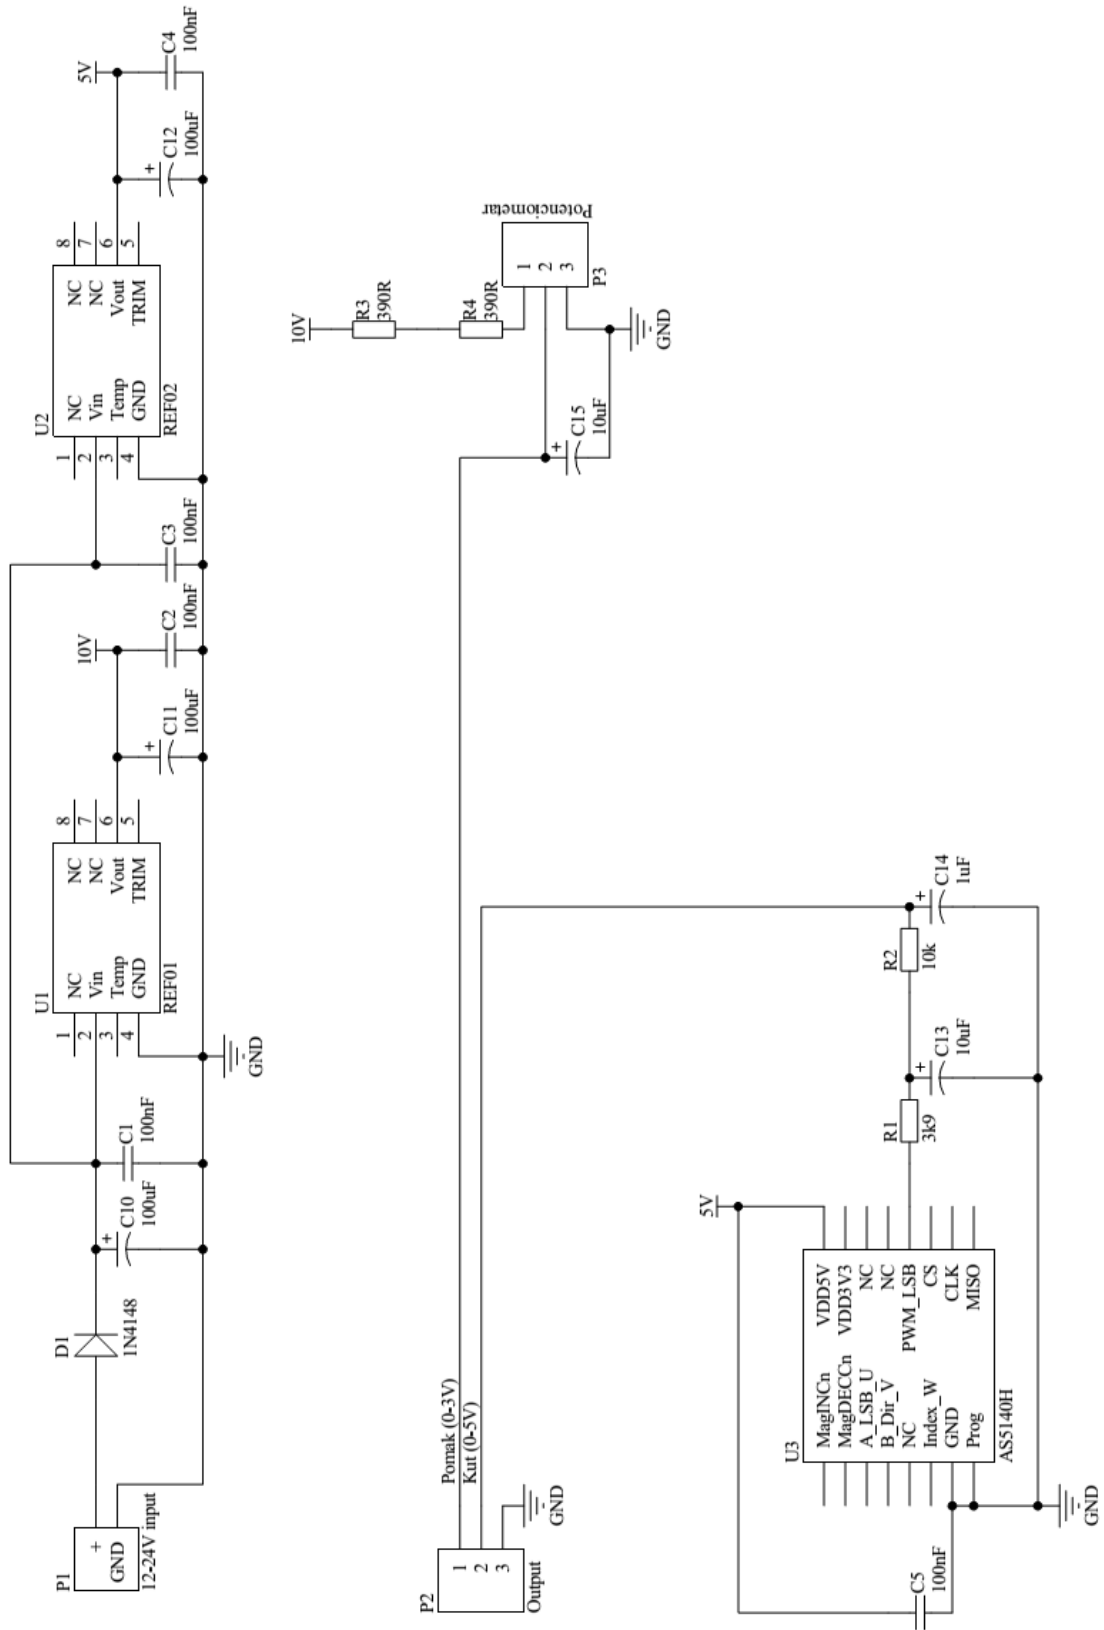 P1
+
GND
12-24V input
D1
1N4148
+
C10
100uF
C1
100nF
GND
U1
1
2
3
4
NC
Vin
Temp
GND
NC
NC
Vout
TRIM
8
7
6
5
REF01
+
C11
100uF
10V
C2
100nF
C3
100nF
U2
1
2
3
4
NC
Vin
Temp
GND
NC
NC
Vout
TRIM
8
7
6
5
REF02
+
C12
100uF
5V
C4
100nF
P2
1
2
3
Output
Pomak (0-3V)
Kut (0-5V)
GND
+
C15
10uF
10V
R3
390R
R4
390R
GND
1
2
3
P3
Potenciometar
C5
100nF
5V
U3
MagINCn
MagDECCn
A_LSB_U
B_Dir_V
NC
Index_W
GND
Prog
VDD5V
VDD3V3
NC
NC
PWM_LSB
CS
CLK
MISO
AS5140H
GND
R1
3k9
+
C13
10uF
R2
10k
+
C14
1uF